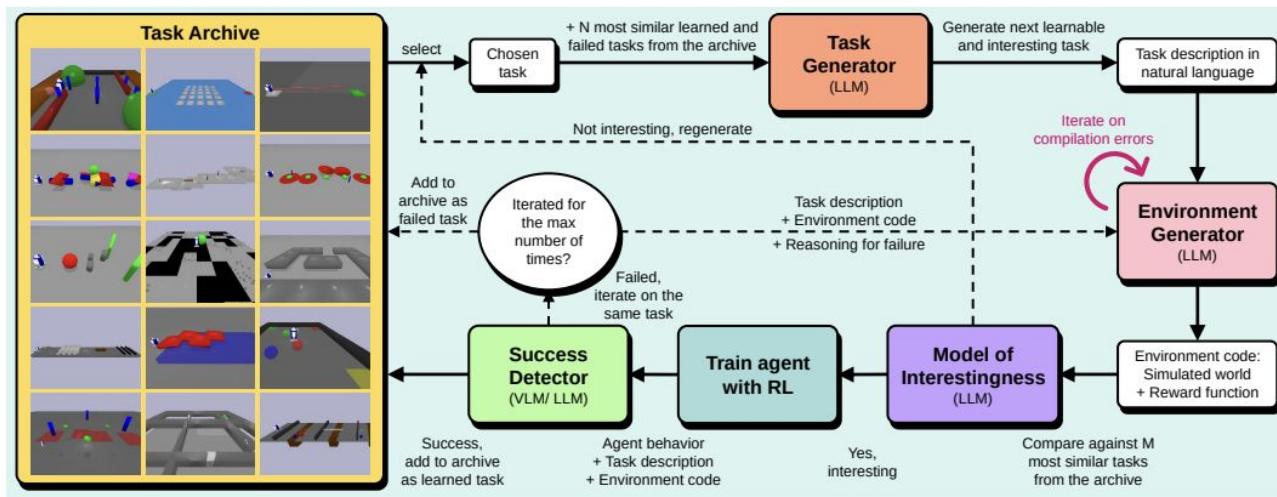 Task Archive
select
Chosen
task
+ N most similar learned and
failed tasks from the archive
Task
Generator
(LLM)
Generate next learnable
and interesting task
Task description in
natural language
Iterate on
compilation errors
Not interesting, regenerate
Add to
archive as
failed task
Iterated for
the max
number of
times?
Task description
+ Environment code
+ Reasoning for failure
Environment
Generator
(LLM)
Failed,
iterate on the
same task
Success
Detector
(VLM/ LLM)
Train agent
with RL
Model of
Interestingness
(LLM)
Environment code:
Simulated world
+ Reward function
Success,
add to archive
as learned task
Agent behavior
+ Task description
+ Environment code
Yes,
interesting
Compare against M
most similar tasks
from the archive